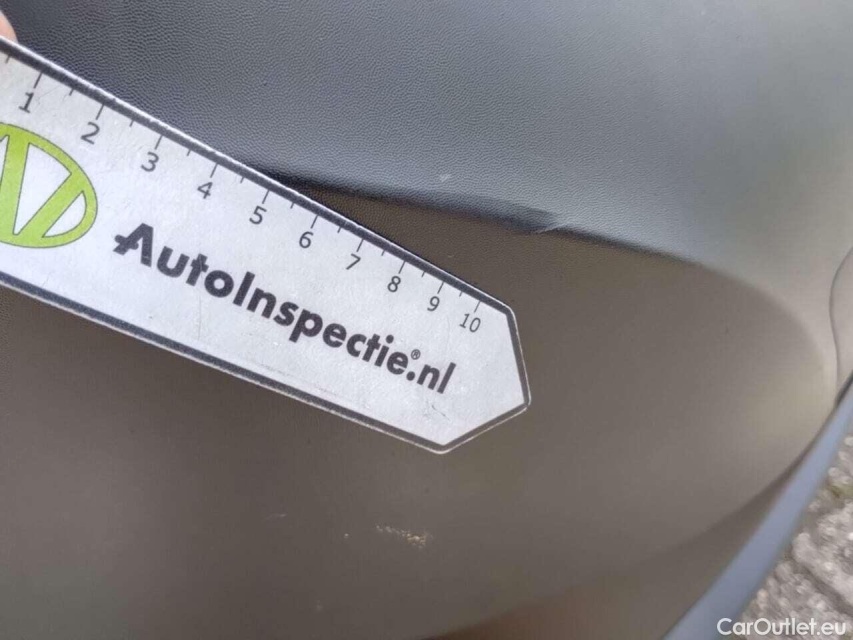 1 2 3 4 5 6 7 8 9 10
AutoInspectie®.nl
CarOutlet.eu